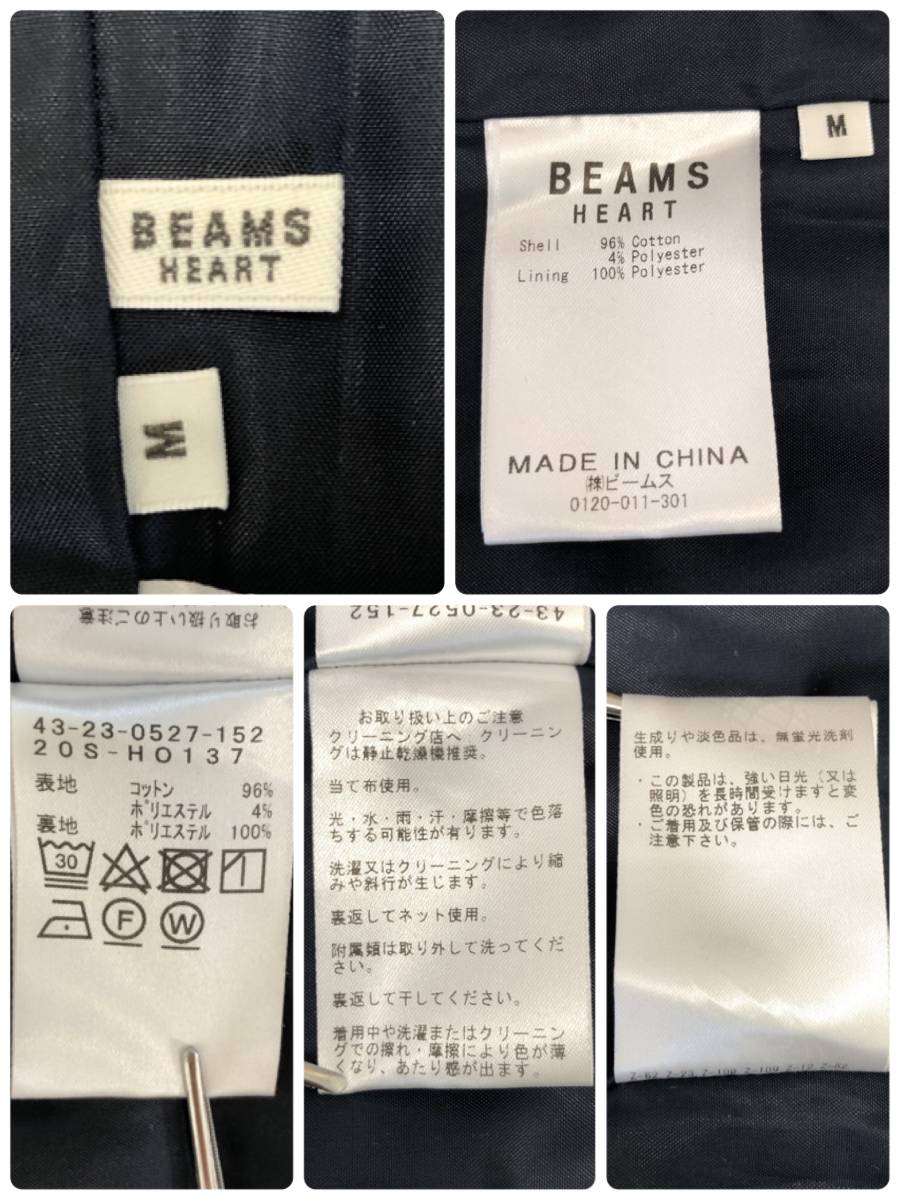 BEAMS
HEART
M
BEAMS
HEART
Shell 96% Cotton
4% Polyester
Lining 100% Polyester
MADE IN CHINA
㈱ビームス
0120-011-301
M
お取り扱い上のご注意
43-23-0527-152
20S-HO137
表地 コットン 96%
ポリエステル 4%
裏地 ポリエステル 100%
30
F W
43-23-0527-152
お取り扱い上のご注意
クリーニング店へ:クリーニン
グは静止乾燥機推奨。
当て布使用。
光・水・雨・汗・摩擦等で色落
ちする可能性が有ります。
洗濯又はクリーニングにより縮
みや斜行が生じます。
裏返してネット使用。
附属類は取り外して洗ってくだ
さい。
裏返して干してください。
着用中や洗濯またはクリーニン
グでの擦れ・摩擦により色が薄
くなり、あたり感が出ます。
生成りや淡色品は、無蛍光洗剤
使用。
・この製品は、強い日光(又は
照明)を長時間受けますと変
色の恐れがあります。
・ご着用及び保管の際には、ご
注意下さい。